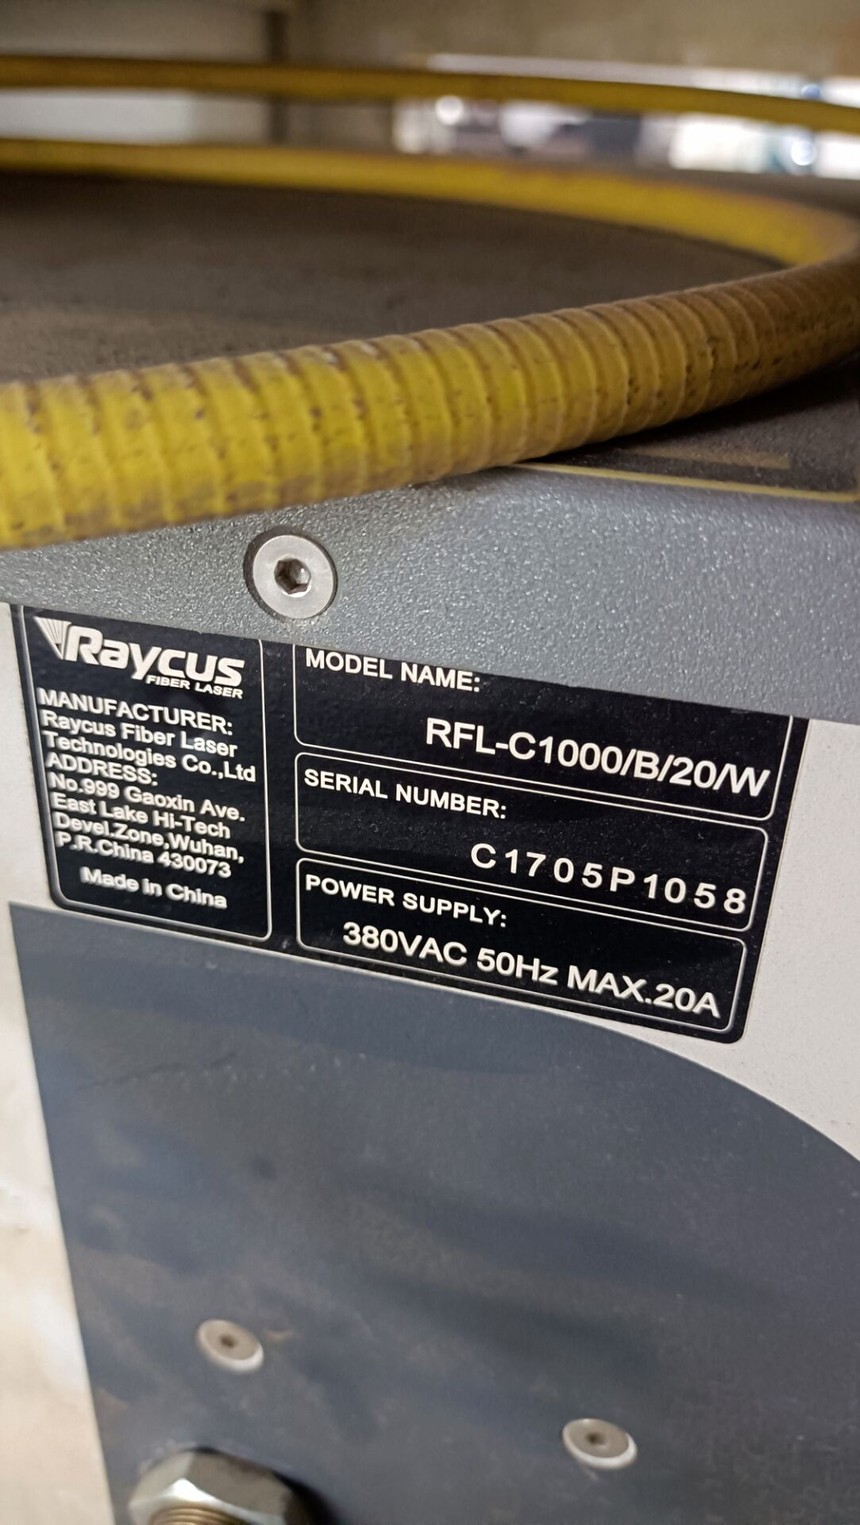 Raycus
FIBER LASER
MANUFACTURER:
Raycus Fiber Laser
Technologies Co.,Ltd
ADDRESS:
No.999 Gaoxin Ave.
East Lake Hi-Tech
Devel.Zone,Wuhan,
P.R.China 430073
Made in China
MODEL NAME:
RFL-C1000/B/20/W
SERIAL NUMBER:
C1705P1058
POWER SUPPLY:
380VAC 50Hz MAX.20A